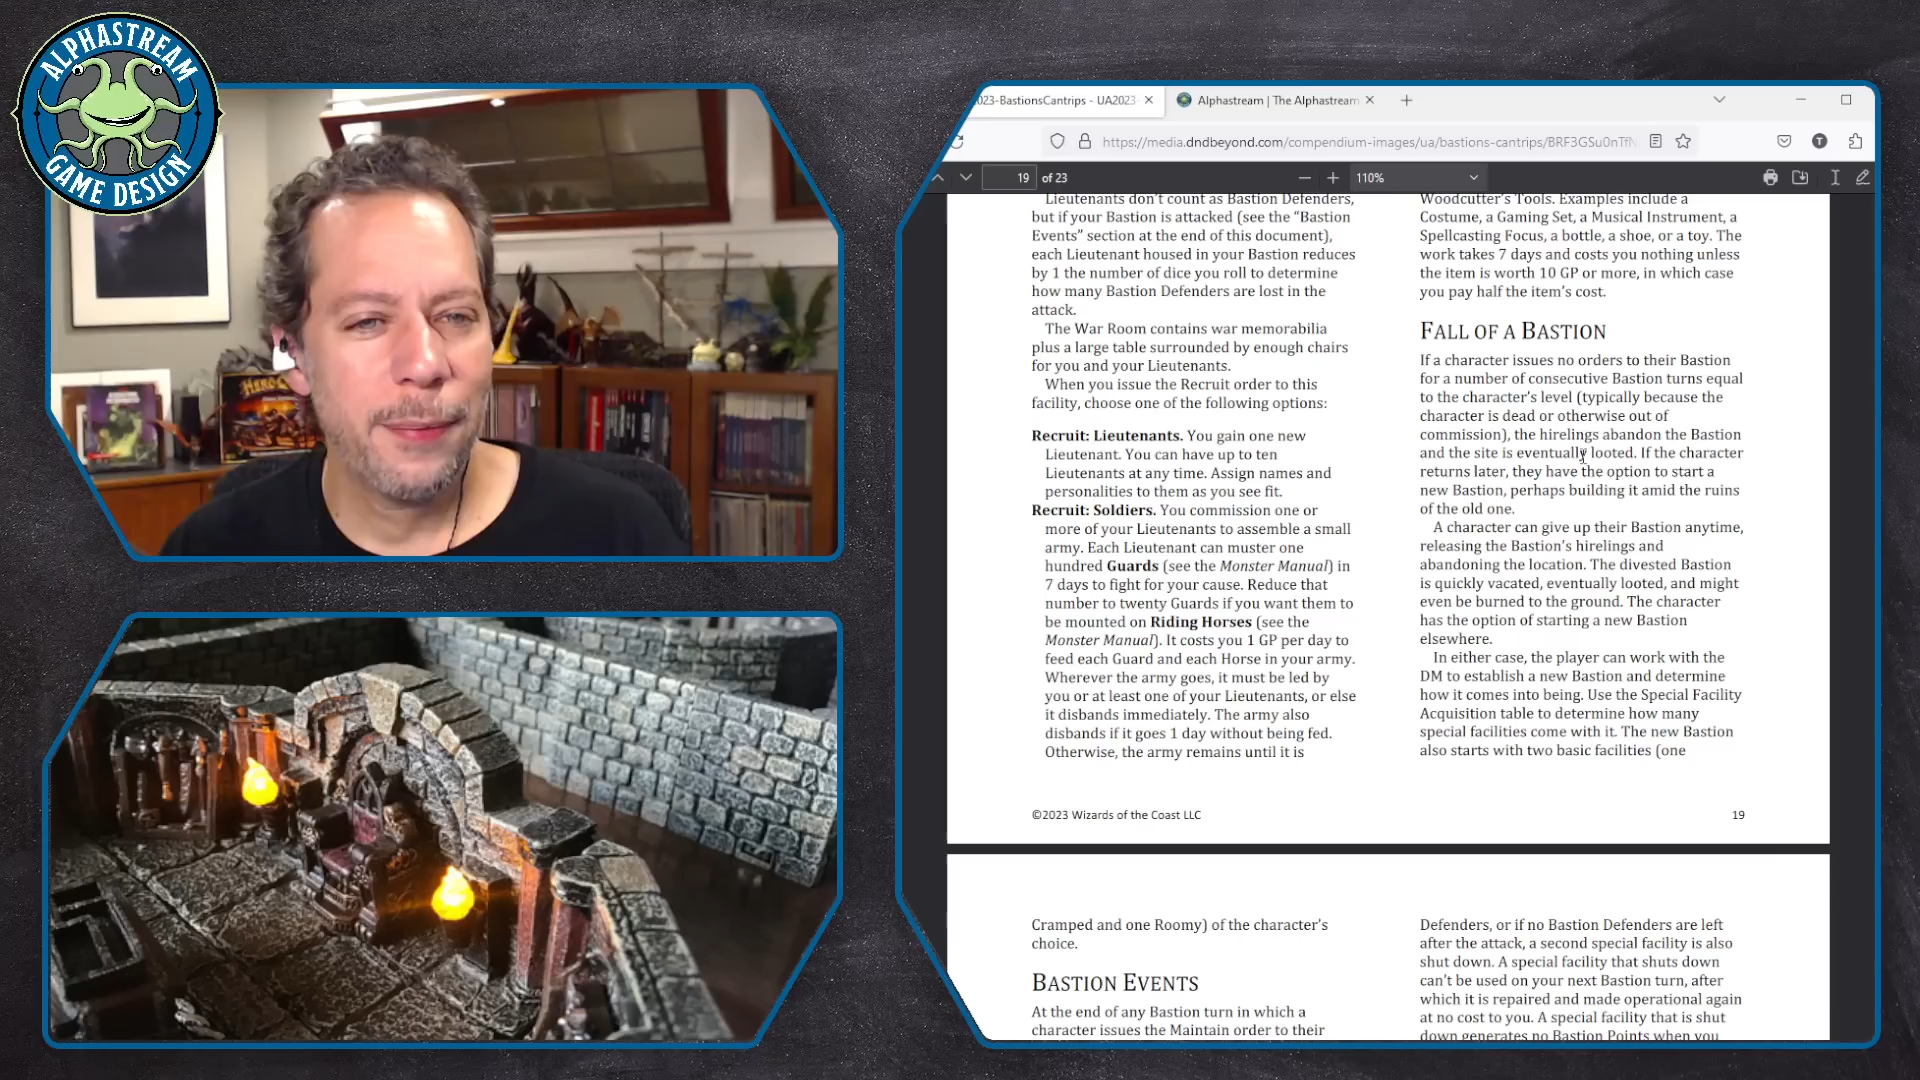 ALPHASTREAM
GAME DESIGN
HEROQ
023-BastionsCantrips - UA2023
Alphastream | The Alphastream
https://media.dndbeyond.com/compendium-images/ua/bastions-cantrips/BRF3GSu0nTfN
T
19 of 23
110%
Lieutenants don't count as Bastion Defenders,
but if your Bastion is attacked (see the "Bastion
Events" section at the end of this document),
each Lieutenant housed in your Bastion reduces
by 1 the number of dice you roll to determine
how many Bastion Defenders are lost in the
attack.
The War Room contains war memorabilia
plus a large table surrounded by enough chairs
for you and your Lieutenants.
When you issue the Recruit order to this
facility, choose one of the following options:
Recruit: Lieutenants. You gain one new
Lieutenant. You can have up to ten
Lieutenants at any time. Assign names and
personalities to them as you see fit.
Recruit: Soldiers. You commission one or
more of your Lieutenants to assemble a small
army. Each Lieutenant can muster one
hundred Guards (see the Monster Manual) in
7 days to fight for your cause. Reduce that
number to twenty Guards if you want them to
be mounted on Riding Horses (see the
Monster Manual). It costs you 1 GP per day to
feed each Guard and each Horse in your army.
Wherever the army goes, it must be led by
you or at least one of your Lieutenants, or else
it disbands immediately. The army also
disbands if it goes 1 day without being fed.
Otherwise, the army remains until it is
Woodcutter's Tools. Examples include a
Costume, a Gaming Set, a Musical Instrument, a
Spellcasting Focus, a bottle, a shoe, or a toy. The
work takes 7 days and costs you nothing unless
the item is worth 10 GP or more, in which case
you pay half the item's cost.
FALL OF A BASTION
If a character issues no orders to their Bastion
for a number of consecutive Bastion turns equal
to the character's level (typically because the
character is dead or otherwise out of
commission), the hirelings abandon the Bastion
and the site is eventually looted. If the character
returns later, they have the option to start a
new Bastion, perhaps building it amid the ruins
of the old one.
A character can give up their Bastion anytime,
releasing the Bastion's hirelings and
abandoning the location. The divested Bastion
is quickly vacated, eventually looted, and might
even be burned to the ground. The character
has the option of starting a new Bastion
elsewhere.
In either case, the player can work with the
DM to establish a new Bastion and determine
how it comes into being. Use the Special Facility
Acquisition table to determine how many
special facilities come with it. The new Bastion
also starts with two basic facilities (one
©2023 Wizards of the Coast LLC
19
Cramped and one Roomy) of the character's
choice.
BASTION EVENTS
At the end of any Bastion turn in which a
character issues the Maintain order to their
Defenders, or if no Bastion Defenders are left
after the attack, a second special facility is also
shut down. A special facility that shuts down
can't be used on your next Bastion turn, after
which it is repaired and made operational again
at no cost to you. A special facility that is shut
down generates no Bastion Points when you